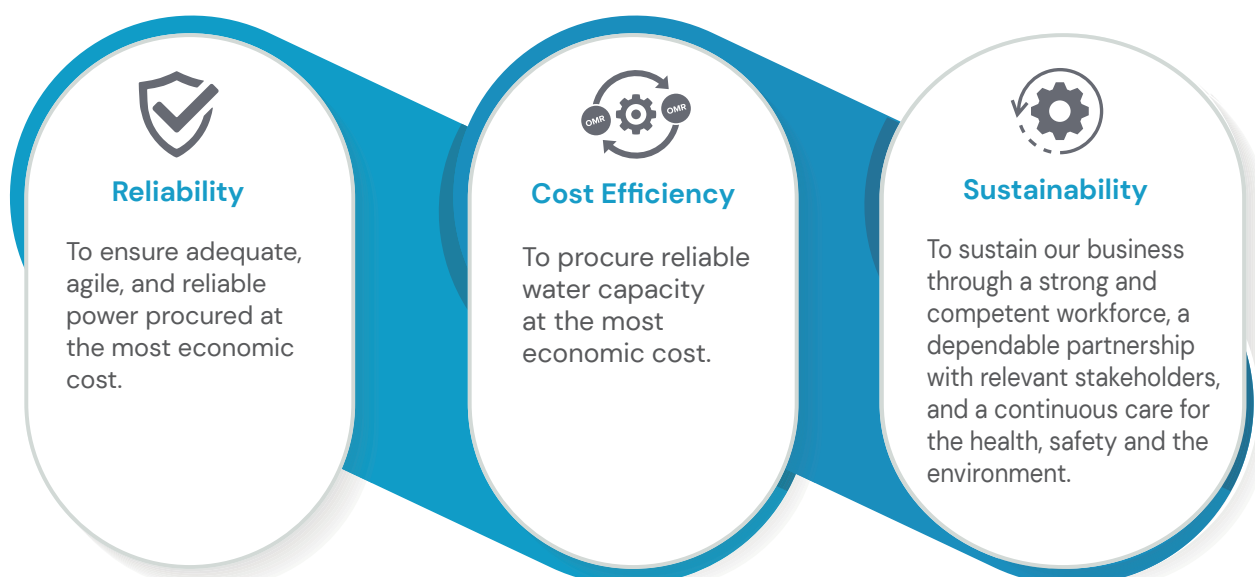 Reliability
To ensure adequate,
agile, and reliable
power procured at
the most economic
cost.
OMR
OMR
Cost Efficiency
To procure reliable
water capacity
at the most
economic cost.
Sustainability
To sustain our business
through a strong and
competent workforce, a
dependable partnership
with relevant stakeholders,
and a continuous care for
the health, safety and the
environment.